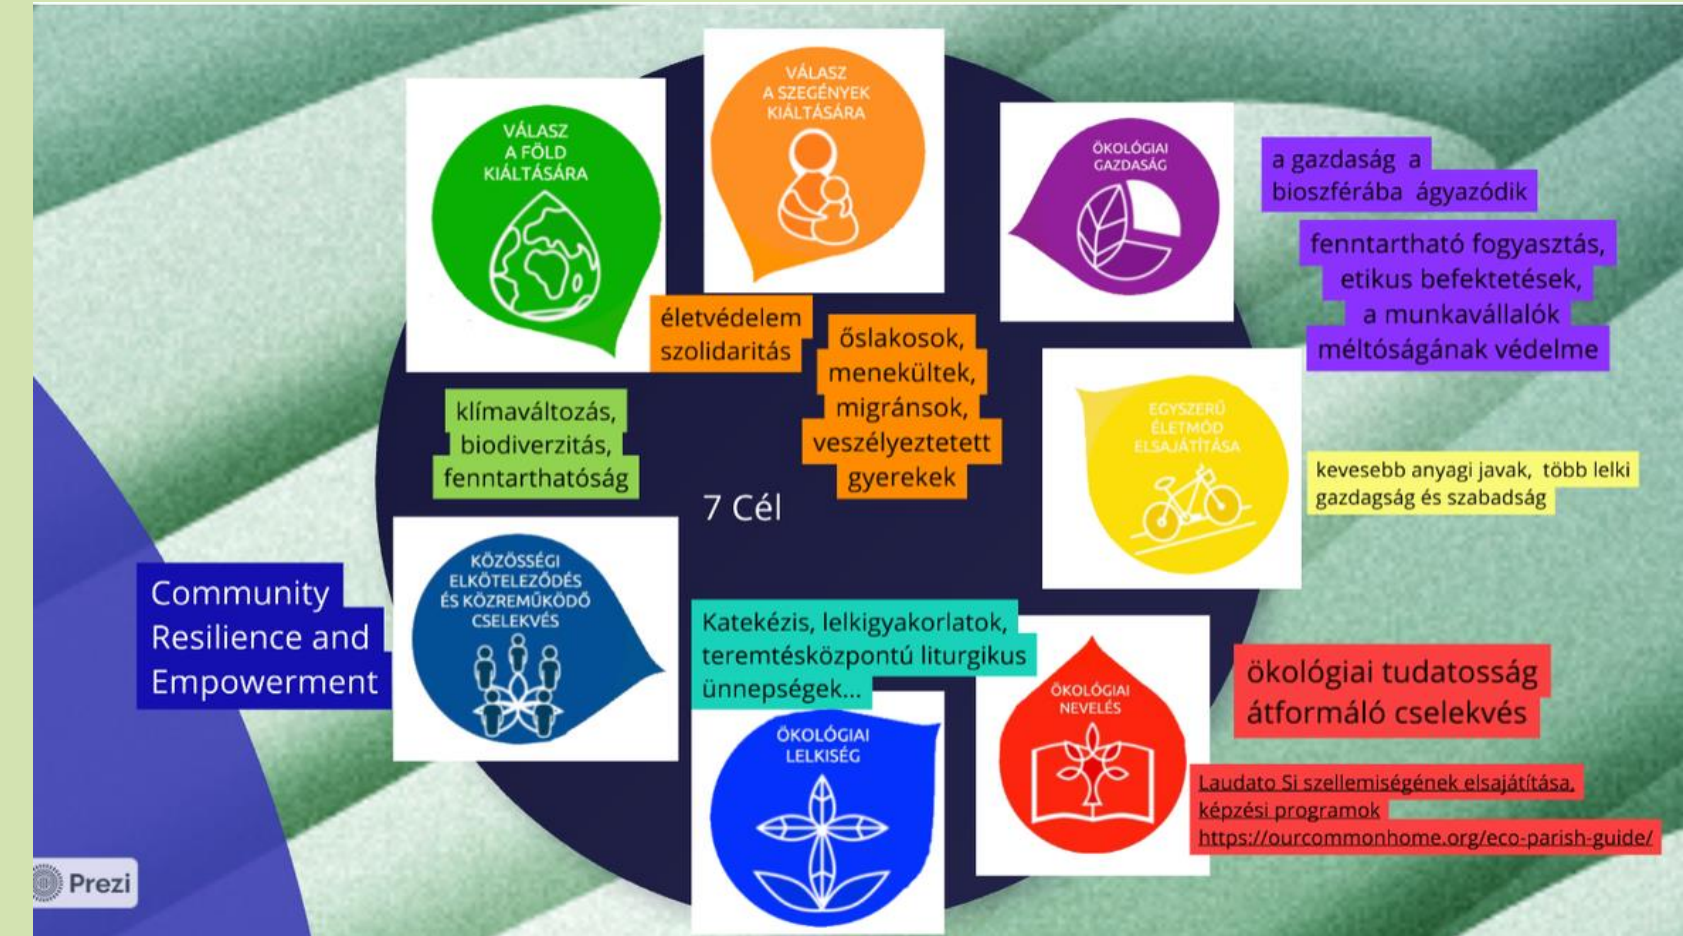 VÁLASZ
A FÖLD
KIÁLTÁSÁRA
klímaváltozás,
biodiverzitás,
fenntarthatóság
VÁLASZ
A SZEGÉNYEK
KIÁLTÁSÁRA
életvédelem
szolidaritás
őslakosok,
menekültek,
migránsok,
veszélyeztetett
gyerekek
ÖKOLÓGIAI
GAZDASÁG
a gazdaság a
bioszférába ágyazódik
fenntartható fogyasztás,
etikus befektetések,
a munkavállalók
méltóságának védelme
EGYSZERŰ
ÉLETMÓD
ELSAJÁTÍTÁSA
kevesebb anyagi javak, több lelki
gazdagság és szabadság
7 Cél
KÖZÖSSÉGI
ELKÖTELEZŐDÉS
ÉS KÖZREMŰKÖDŐ
CSELEKVÉS
Community
Resilience and
Empowerment
Katekézis, lelkigyakorlatok,
teremtésközpontú liturgikus
ünnepségek...
ÖKOLÓGIAI
LELKISÉG
ÖKOLÓGIAI
NEVELÉS
ökológiai tudatosság
átformáló cselekvés
Laudato Si szellemiségének elsajátítása,
képzési programok
https://ourcommonhome.org/eco-parish-guide/
Prezi